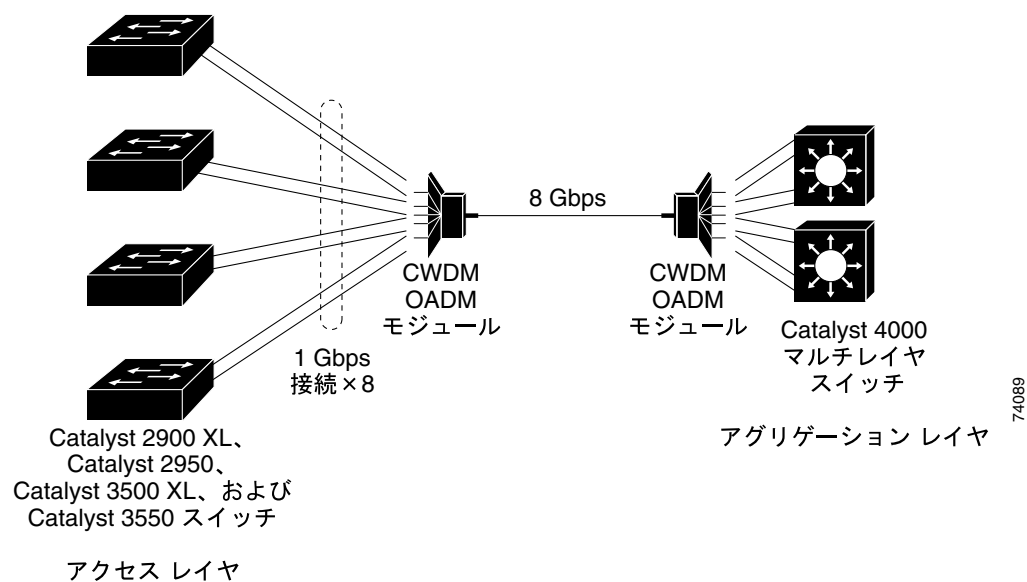 8 Gbps
CWDM
OADM
モジュール
CWDM
OADM
モジュール
1 Gbps
接続×8
Catalyst 4000
マルチレイヤ
スイッチ
アグリゲーション レイヤ
74089
Catalyst 2900 XL、
Catalyst 2950、
Catalyst 3500 XL、および
Catalyst 3550 スイッチ
アクセス レイヤ